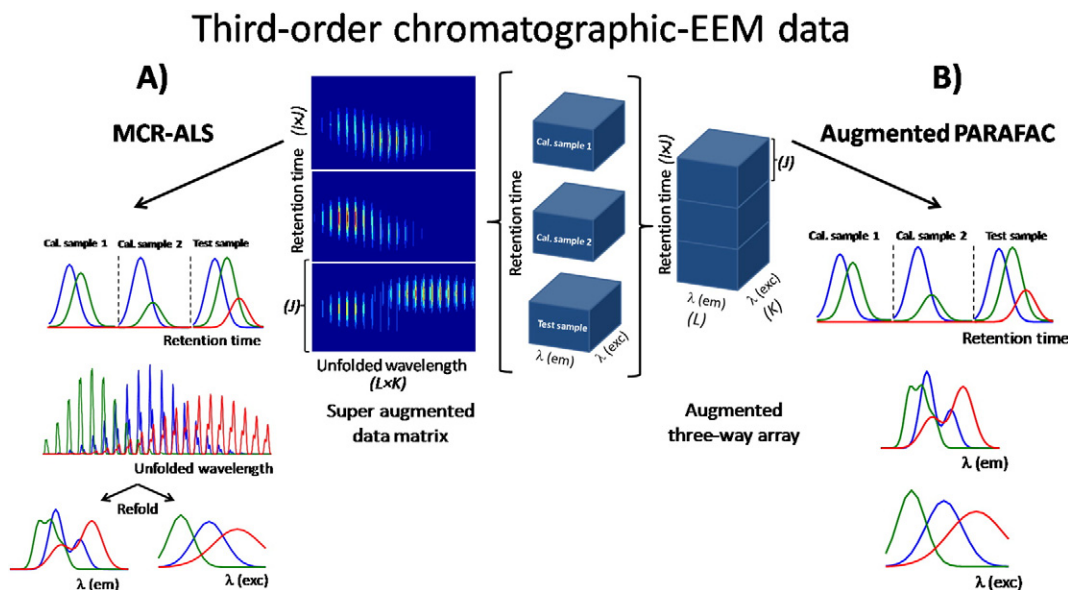 Third-order chromatographic-EEM data
A)
MCR-ALS
Cal. sample 1
Cal. sample 2
Test sample
Retention time
Unfolded wavelength
Refold
λ (em)
λ (exc)
Retention time (I×J)
(J)
Unfolded wavelength
(L×K)
Super augmented
data matrix
Retention time
Cal. sample 1
Cal. sample 2
Test sample
λ (em)
λ (exc)
Retention time (I×J)
(J)
λ (em)
(L)
λ (exc)
(K)
Augmented
three-way array
B)
Augmented PARAFAC
Cal. sample 1
Cal. sample 2
Test sample
Retention time
λ (em)
λ (exc)